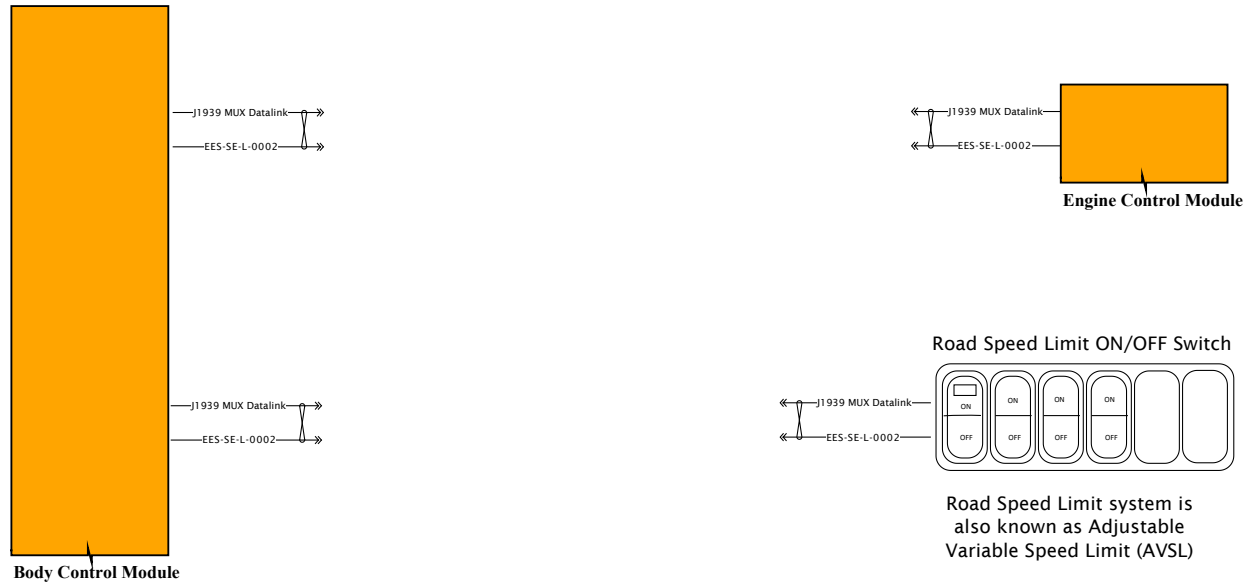 J1939 MUX Datalink
EES-SE-L-0002
J1939 MUX Datalink
EES-SE-L-0002
Engine Control Module
Road Speed Limit ON/OFF Switch
J1939 MUX Datalink
EES-SE-L-0002
J1939 MUX Datalink
EES-SE-L-0002
ON ON ON ON
OFF OFF OFF OFF
Road Speed Limit system is
also known as Adjustable
Variable Speed Limit (AVSL)
Body Control Module